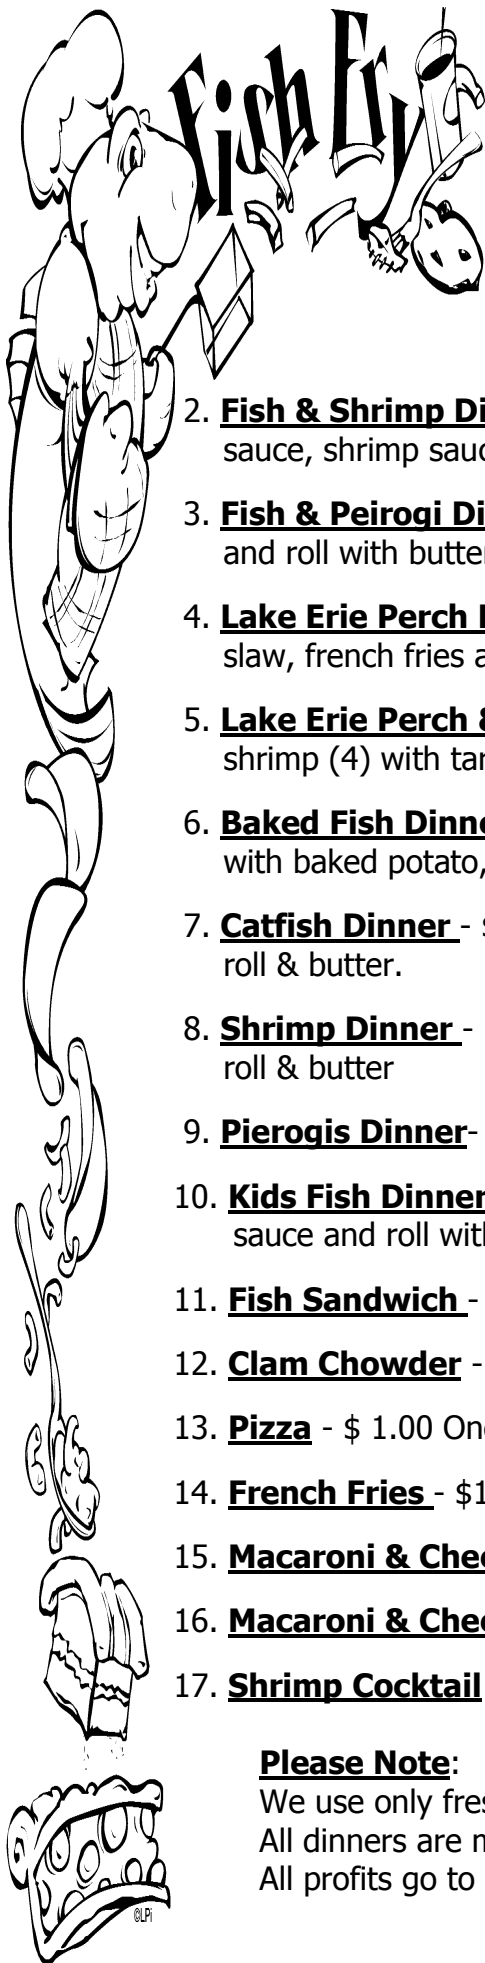 Fish Fry
2. Fish & Shrimp Di
sauce, shrimp sauc
3. Fish & Peirogi Di
and roll with butter
4. Lake Erie Perch
slaw, french fries a
5. Lake Erie Perch &
shrimp (4) with tar
6. Baked Fish Dinne
with baked potato,
7. Catfish Dinner -
roll & butter.
8. Shrimp Dinner -
roll & butter
9. Pierogis Dinner-
10. Kids Fish Dinner
sauce and roll with
11. Fish Sandwich -
12. Clam Chowder -
13. Pizza - $ 1.00 One
14. French Fries - $1
15. Macaroni & Chee
16. Macaroni & Chee
17. Shrimp Cocktail
Please Note:
We use only fres
All dinners are m
All profits go to
©LPi